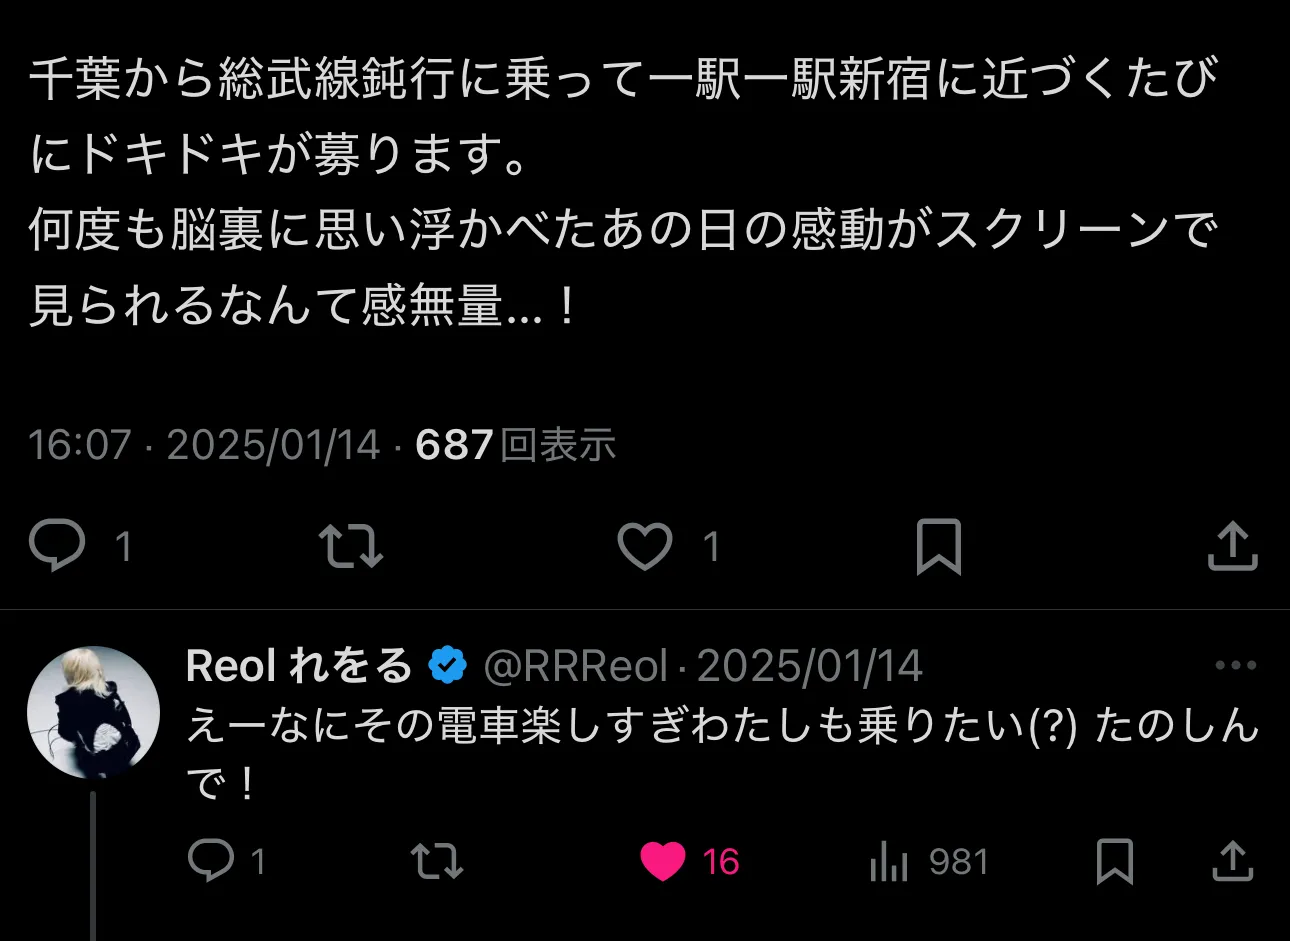 千葉から総武線鈍行に乗って一駅一駅新宿に近づくたび
にドキドキが募ります。
何度も脳裏に思い浮かべたあの日の感動がスクリーンで
見られるなんて感無量…！
16:07 · 2025/01/14 · 687回表示
1 1
Reol れをる @RRReol · 2025/01/14
えーなにその電車楽しすぎわたしも乗りたい(?) たのしん
で！
1 16 981